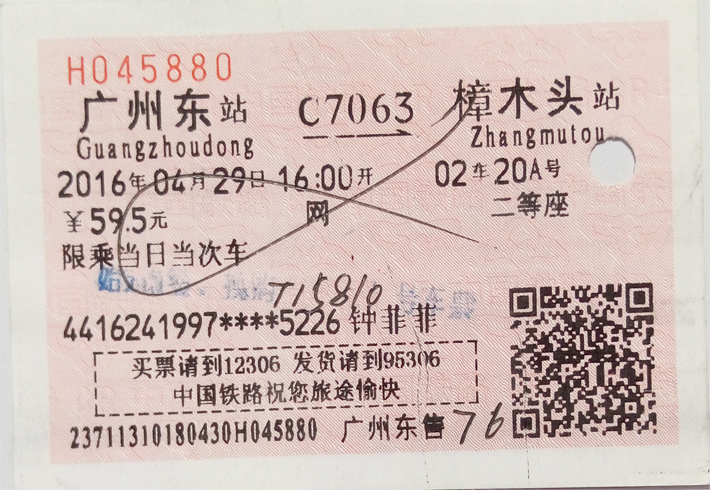 H045880
广州东站 C7063 樟木头站
Guangzhoudong Zhangmutou
2016年04月29日 16:00开 02车20A号
￥59.5元 网 二等座
限乘当日当次车
T15810
4416241997****5226 钟菲菲
买票请到12306 发货请到95306
中国铁路祝您旅途愉快
23711310180430H045880 广州东售 76